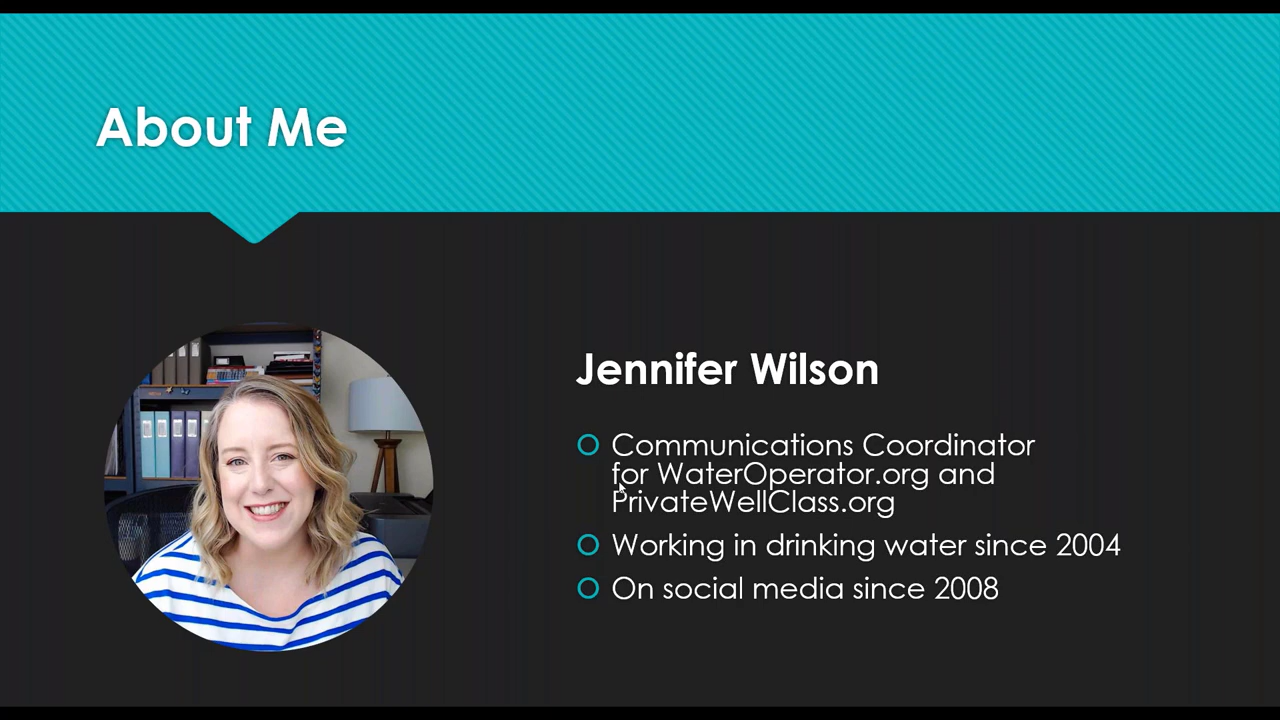 About Me
Jennifer Wilson
Communications Coordinator
for WaterOperator.org and
PrivateWellClass.org
Working in drinking water since 2004
On social media since 2008